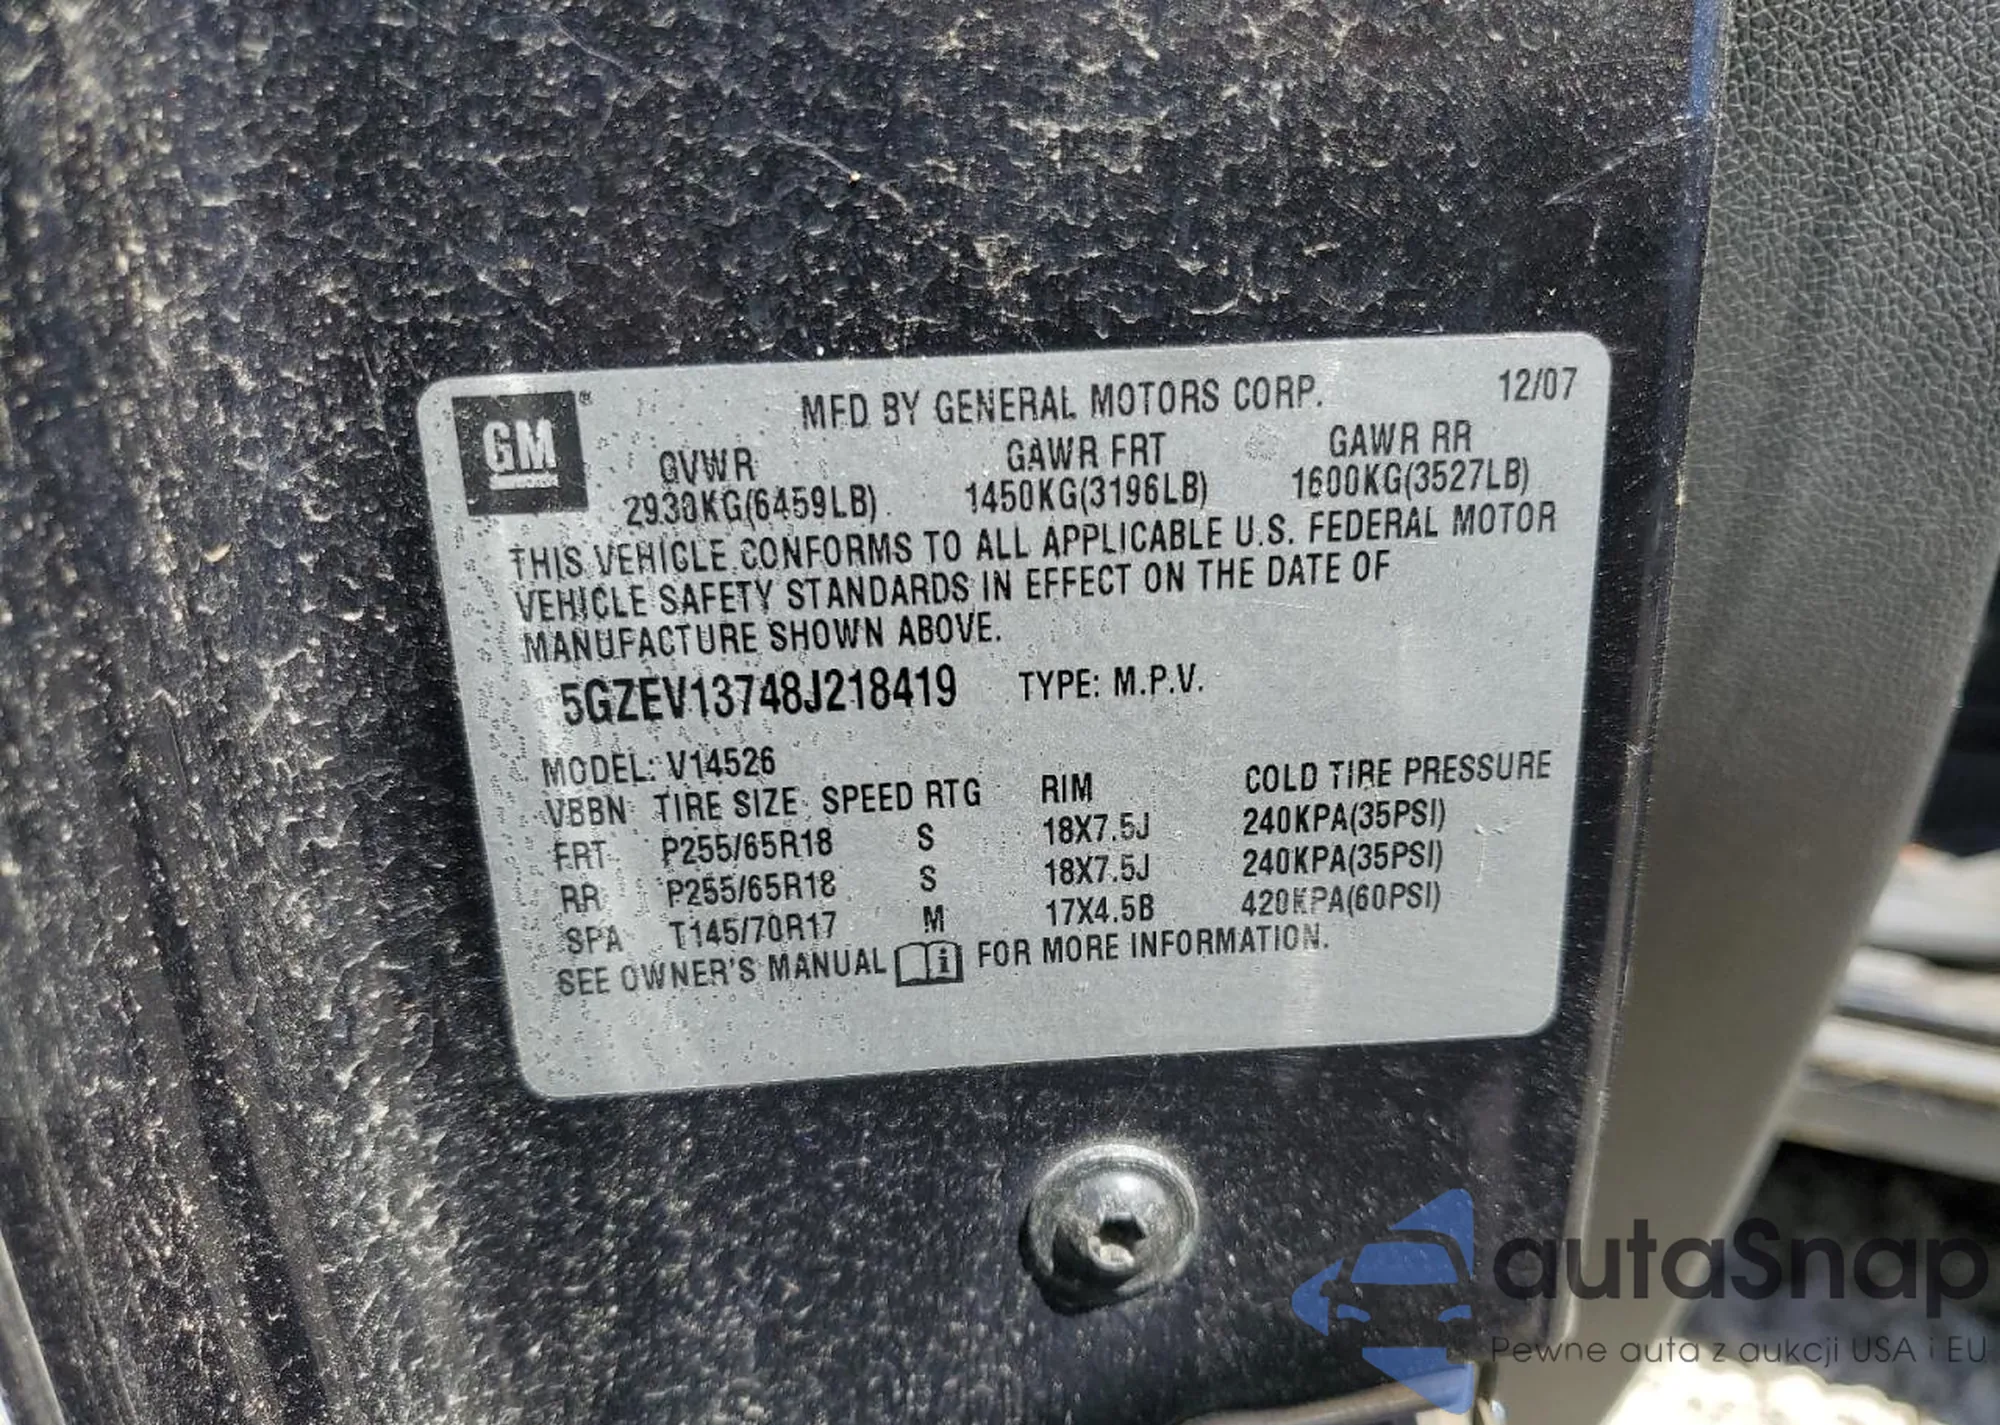 GM ® MFD BY GENERAL MOTORS CORP. 12/07
GVWR GAWR FRT GAWR RR
2930KG(6459LB) 1450KG(3196LB) 1600KG(3527LB)
THIS VEHICLE CONFORMS TO ALL APPLICABLE U.S. FEDERAL MOTOR
VEHICLE SAFETY STANDARDS IN EFFECT ON THE DATE OF
MANUFACTURE SHOWN ABOVE.
5GZEV13748J218419 TYPE: M.P.V.
MODEL: V14526
VBBN TIRE SIZE SPEED RTG RIM COLD TIRE PRESSURE
FRT P255/65R18 S 18X7.5J 240KPA(35PSI)
RR P255/65R18 S 18X7.5J 240KPA(35PSI)
SPA T145/70R17 M 17X4.5B 420KPA(60PSI)
SEE OWNER'S MANUAL i FOR MORE INFORMATION.
autaSnap
Pewne auta z aukcji USA i EU